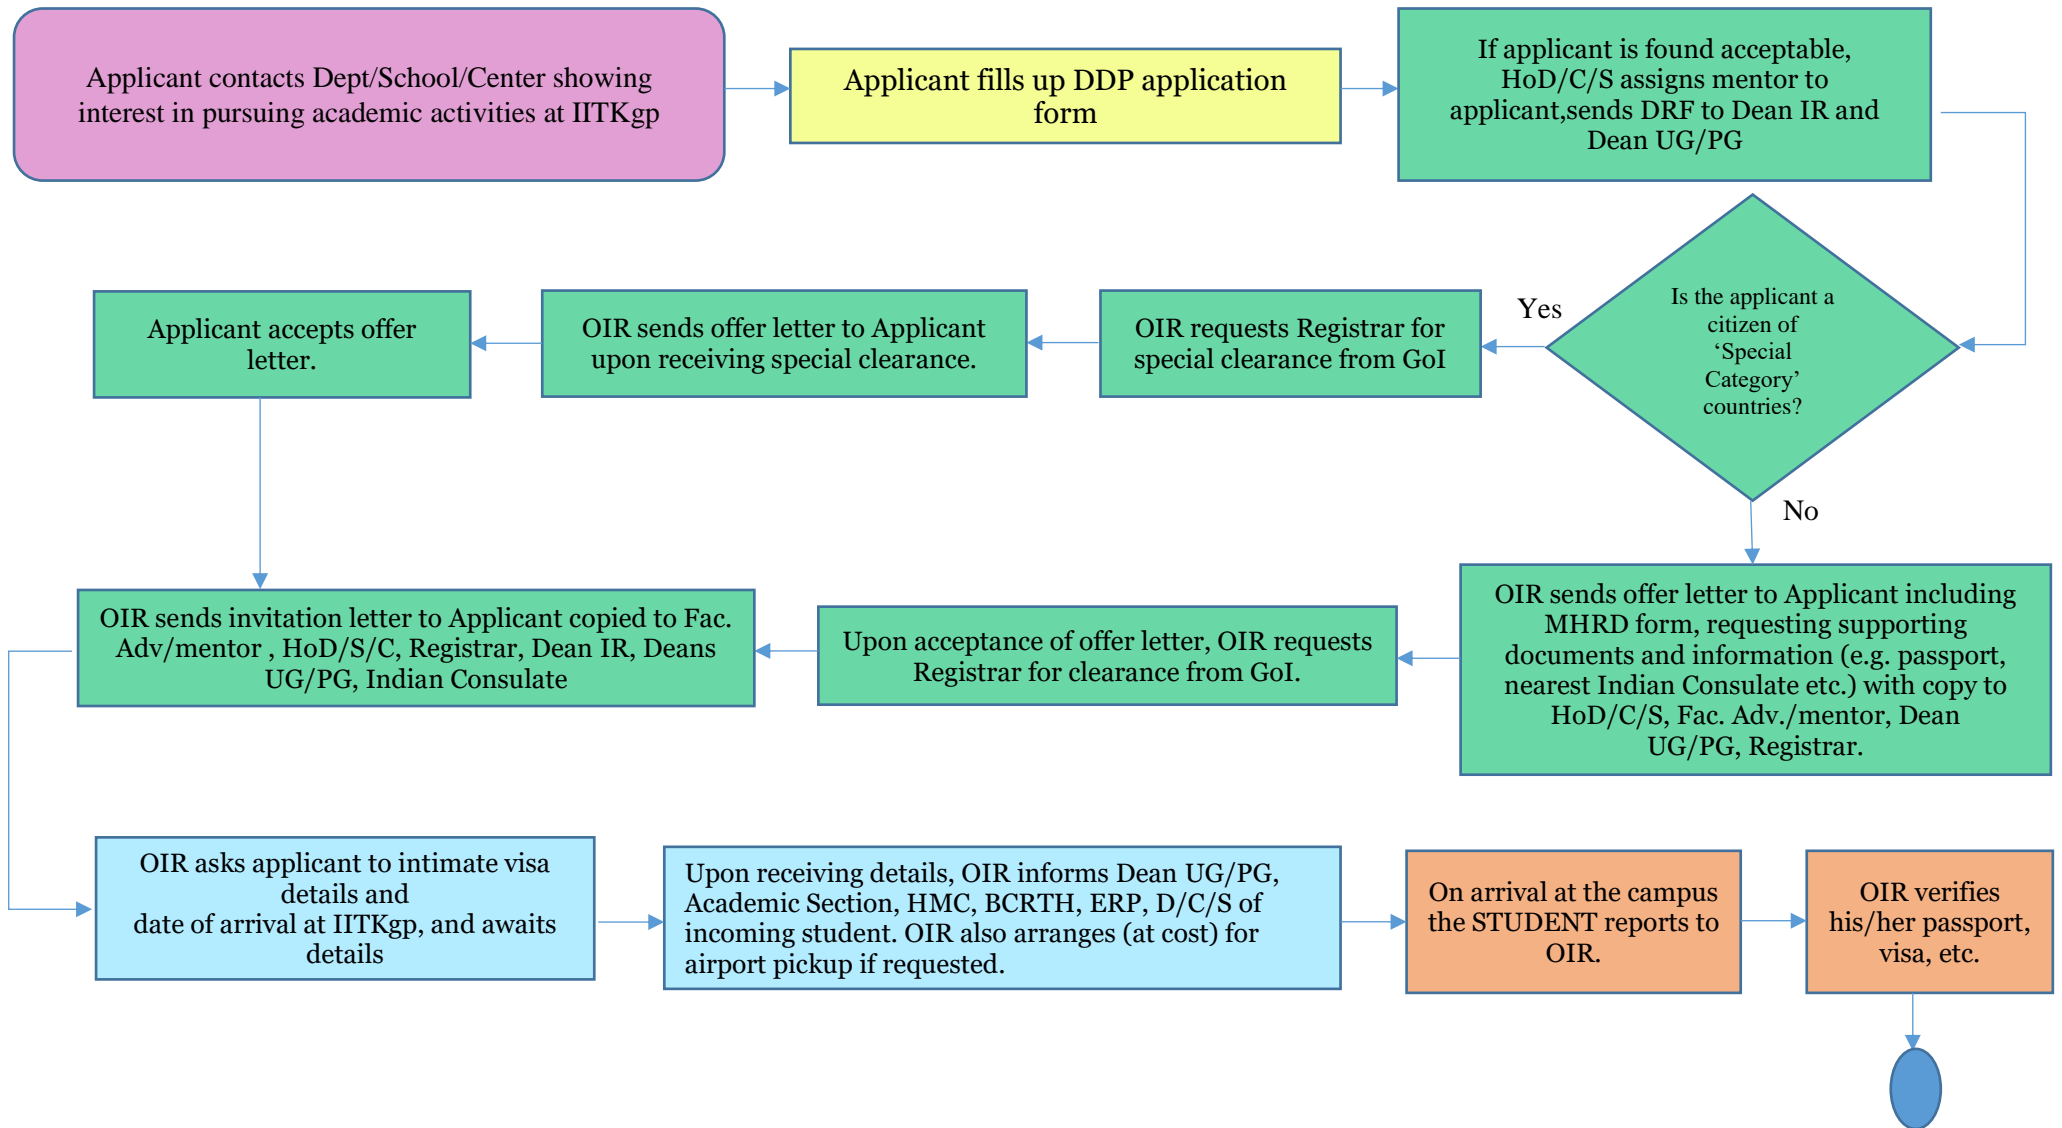 Applicant contacts Dept/School/Center showing
interest in pursuing academic activities at IITKgp
Applicant fills up DDP application
form
If applicant is found acceptable,
HoD/C/S assigns mentor to
applicant,sends DRF to Dean IR and
Dean UG/PG
Is the applicant a
citizen of
‘Special
Category’
countries?
Yes
OIR requests Registrar for
special clearance from GoI
OIR sends offer letter to Applicant
upon receiving special clearance.
Applicant accepts offer
letter.
No
OIR sends offer letter to Applicant including
MHRD form, requesting supporting
documents and information (e.g. passport,
nearest Indian Consulate etc.) with copy to
HoD/C/S, Fac. Adv./mentor, Dean
UG/PG, Registrar.
Upon acceptance of offer letter, OIR requests
Registrar for clearance from GoI.
OIR sends invitation letter to Applicant copied to Fac.
Adv/mentor , HoD/S/C, Registrar, Dean IR, Deans
UG/PG, Indian Consulate
OIR asks applicant to intimate visa
details and
date of arrival at IITKgp, and awaits
details
Upon receiving details, OIR informs Dean UG/PG,
Academic Section, HMC, BCRTH, ERP, D/C/S of
incoming student. OIR also arranges (at cost) for
airport pickup if requested.
On arrival at the campus
the STUDENT reports to
OIR.
OIR verifies
his/her passport,
visa, etc.